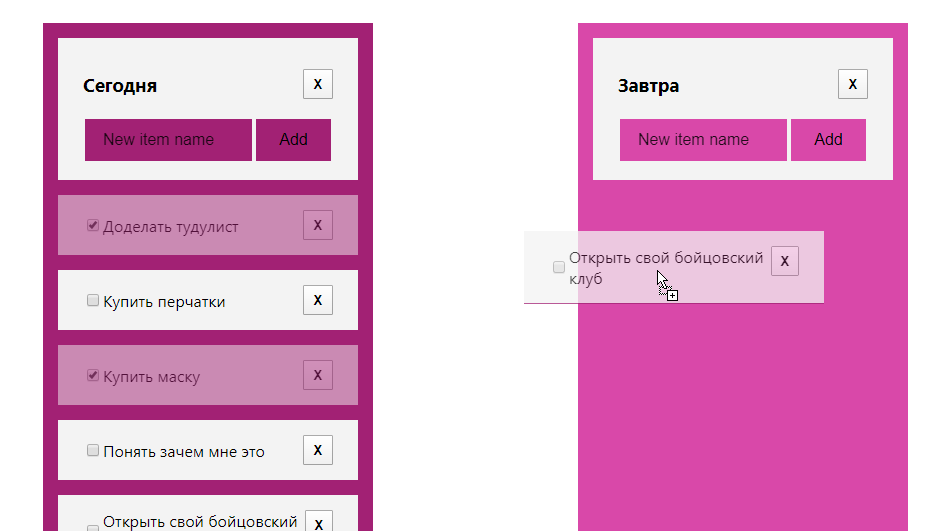 Сегодня
X
New item name
Add
Доделать тудулист
X
Купить перчатки
X
Купить маску
X
Понять зачем мне это
X
Открыть свой бойцовский
X
Завтра
X
New item name
Add
Открыть свой бойцовский
клуб
X